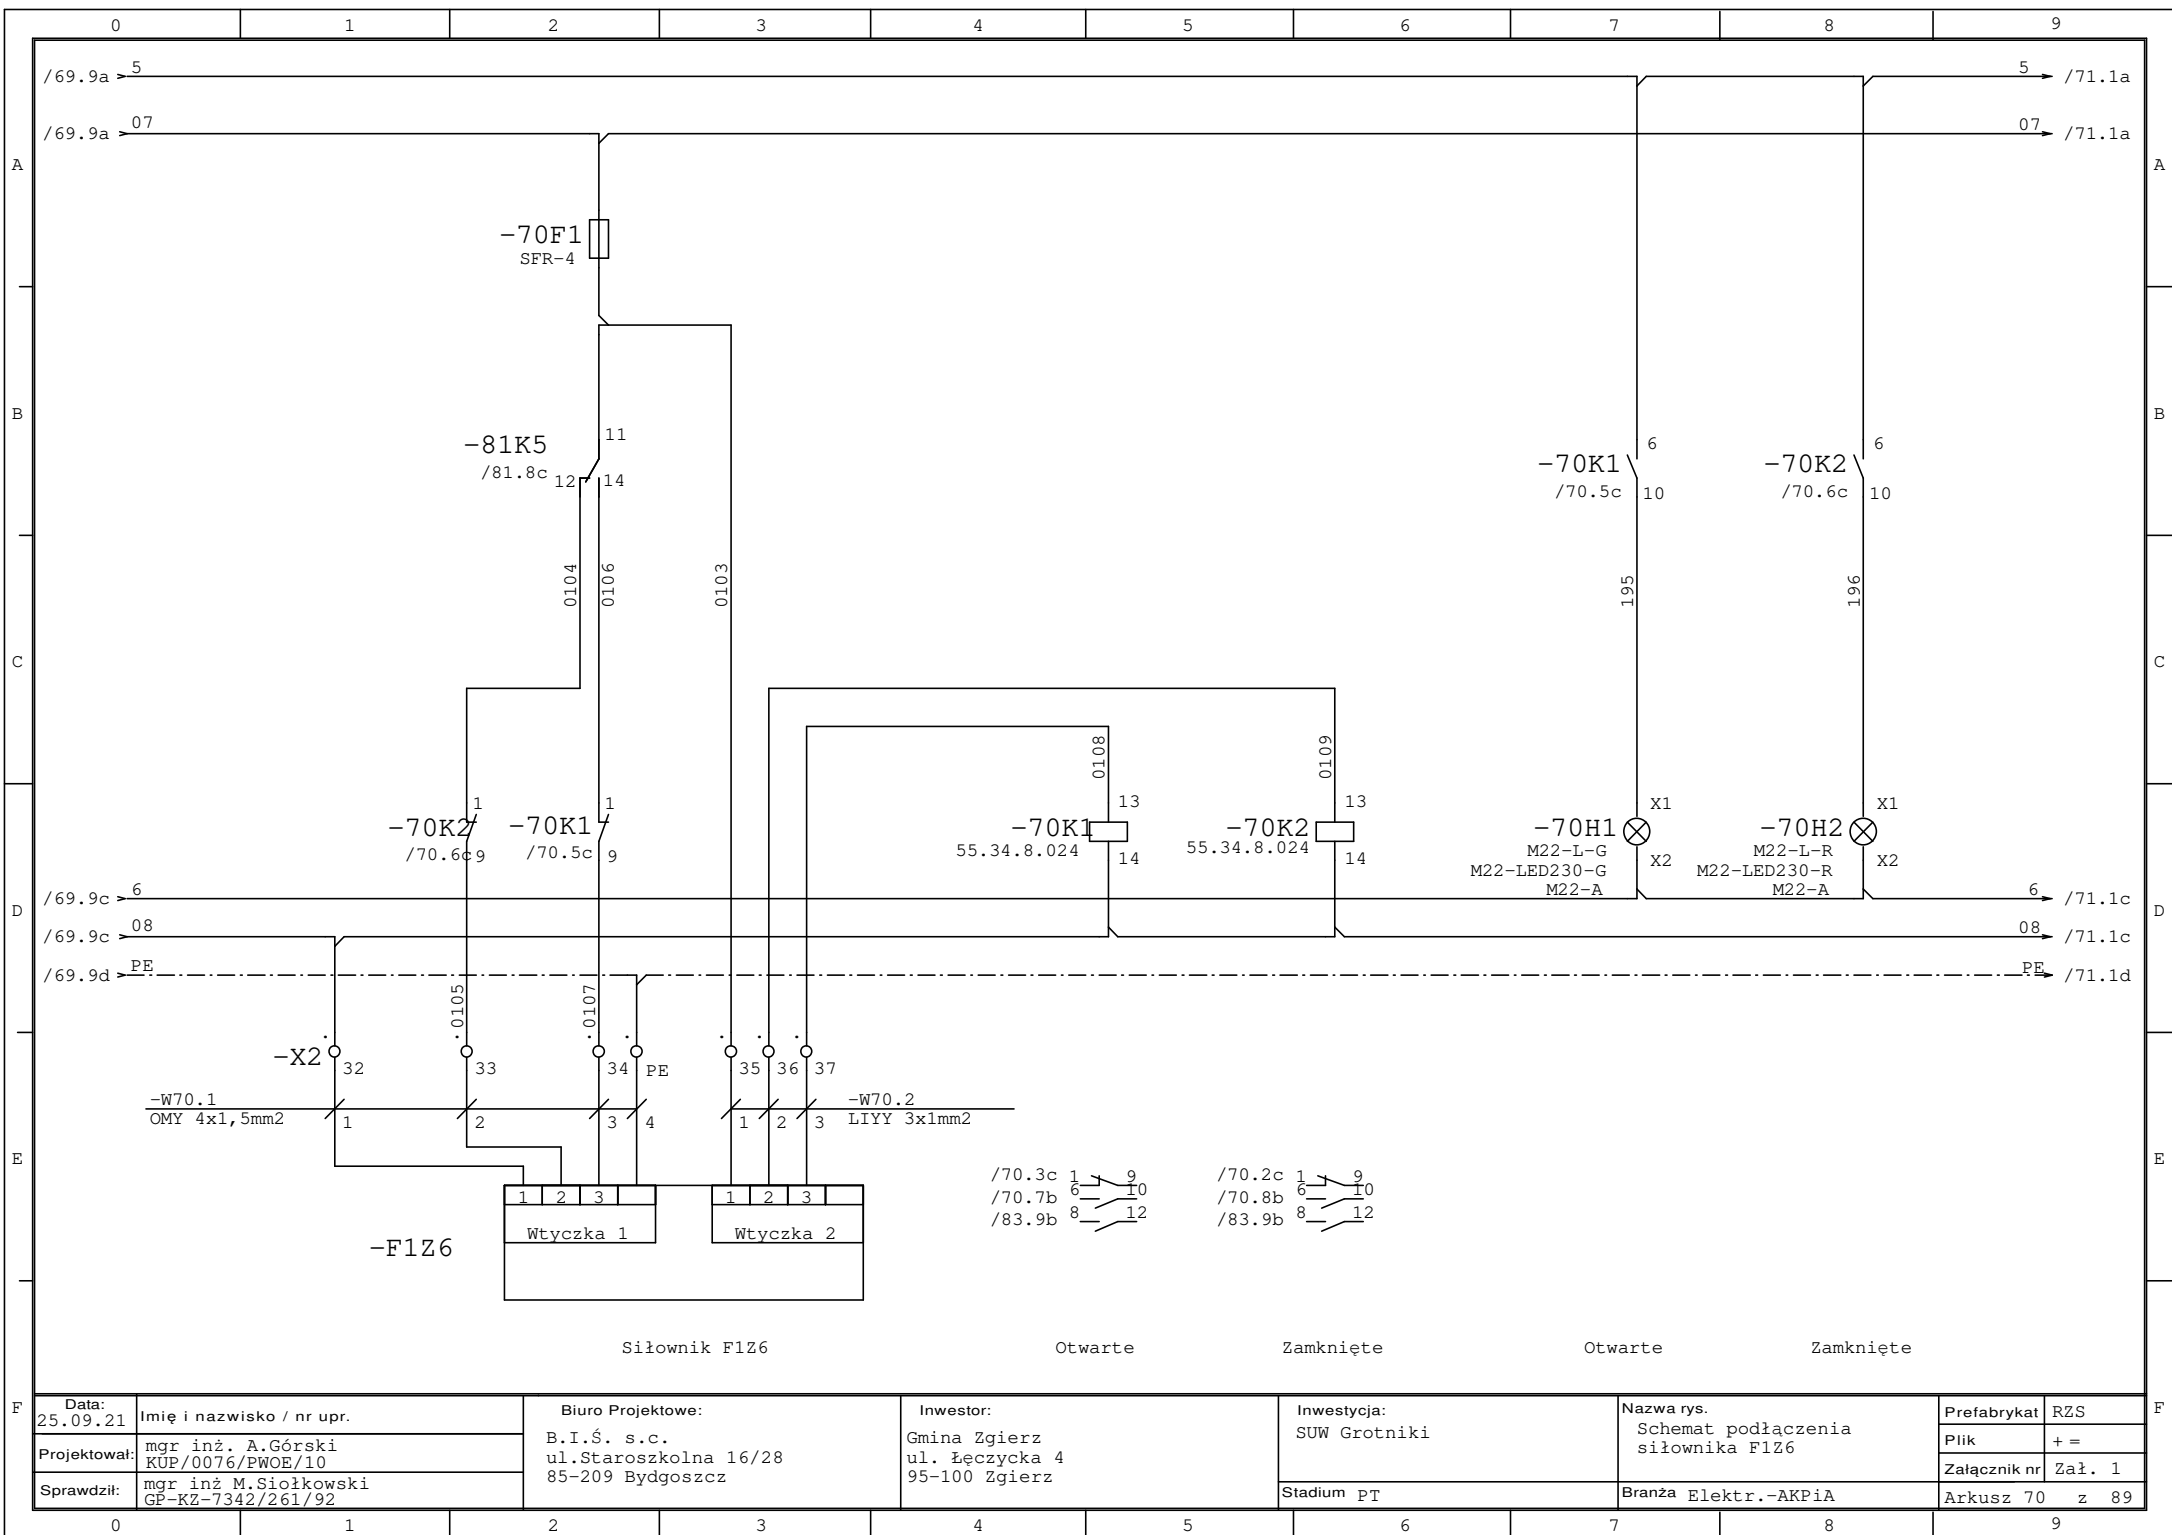 0 1 2 3 4 5 6 7 8 9
/69.9a 5 5 /71.1a
/69.9a 07 07 /71.1a
A A
-70F1
SFR-4
B B
-81K5 11
/81.8c 12 14
-70K1 6
/70.5c 10
-70K2 6
/70.6c 10
0104 0106 0103 195 196
C C
0108 0109
-70K2 1
/70.6c 9
-70K1 1
/70.5c 9
-70K1 13
55.34.8.024 14
-70K2 13
55.34.8.024 14
-70H1 X1
M22-L-G X2
M22-LED230-G
M22-A
-70H2 X1
M22-L-R X2
M22-LED230-R
M22-A
D D
/69.9c 6 6 /71.1c
/69.9c 08 08 /71.1c
/69.9d PE PE /71.1d
0105 0107
-X2 32 33 34 PE 35 36 37
-W70.1
OMY 4x1,5mm2 1 2 3 4
1 2 3 -W70.2
LIYY 3x1mm2
E E
1 2 3
Wtyczka 1
1 2 3
Wtyczka 2
-F1Z6
/70.3c 1 9
/70.7b 6 10
/83.9b 8 12
/70.2c 1 9
/70.8b 6 10
/83.9b 8 12
Siłownik F1Z6 Otwarte Zamknięte Otwarte Zamknięte
F F
Data:
25.09.21
Imię i nazwisko / nr upr.
Projektował:
mgr inż. A.Górski
KUP/0076/PWOE/10
Sprawdził:
mgr inż M.Siołkowski
GP-KZ-7342/261/92
Biuro Projektowe:
B.I.Ś. s.c.
ul.Staroszkolna 16/28
85-209 Bydgoszcz
Inwestor:
Gmina Zgierz
ul. Łęczycka 4
95-100 Zgierz
Inwestycja:
SUW Grotniki
Stadium PT
Nazwa rys.
Schemat podłączenia
siłownika F1Z6
Branża Elektr.-AKPiA
Prefabrykat RZS
Plik + =
Załącznik nr Zał. 1
Arkusz 70 z 89
0 1 2 3 4 5 6 7 8 9